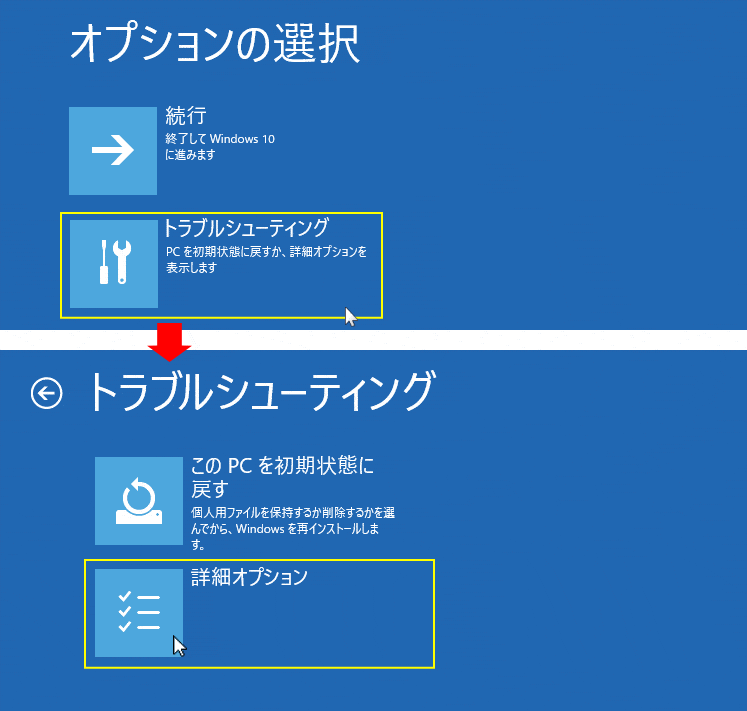 オプションの選択
続行
終了して Windows 10
に進みます
トラブルシューティング
PC を初期状態に戻すか、詳細オプションを
表示します
トラブルシューティング
この PC を初期状態に
戻す
個人用ファイルを保持するか削除するかを選
んでから、Windows を再インストールしま
す。
詳細オプション